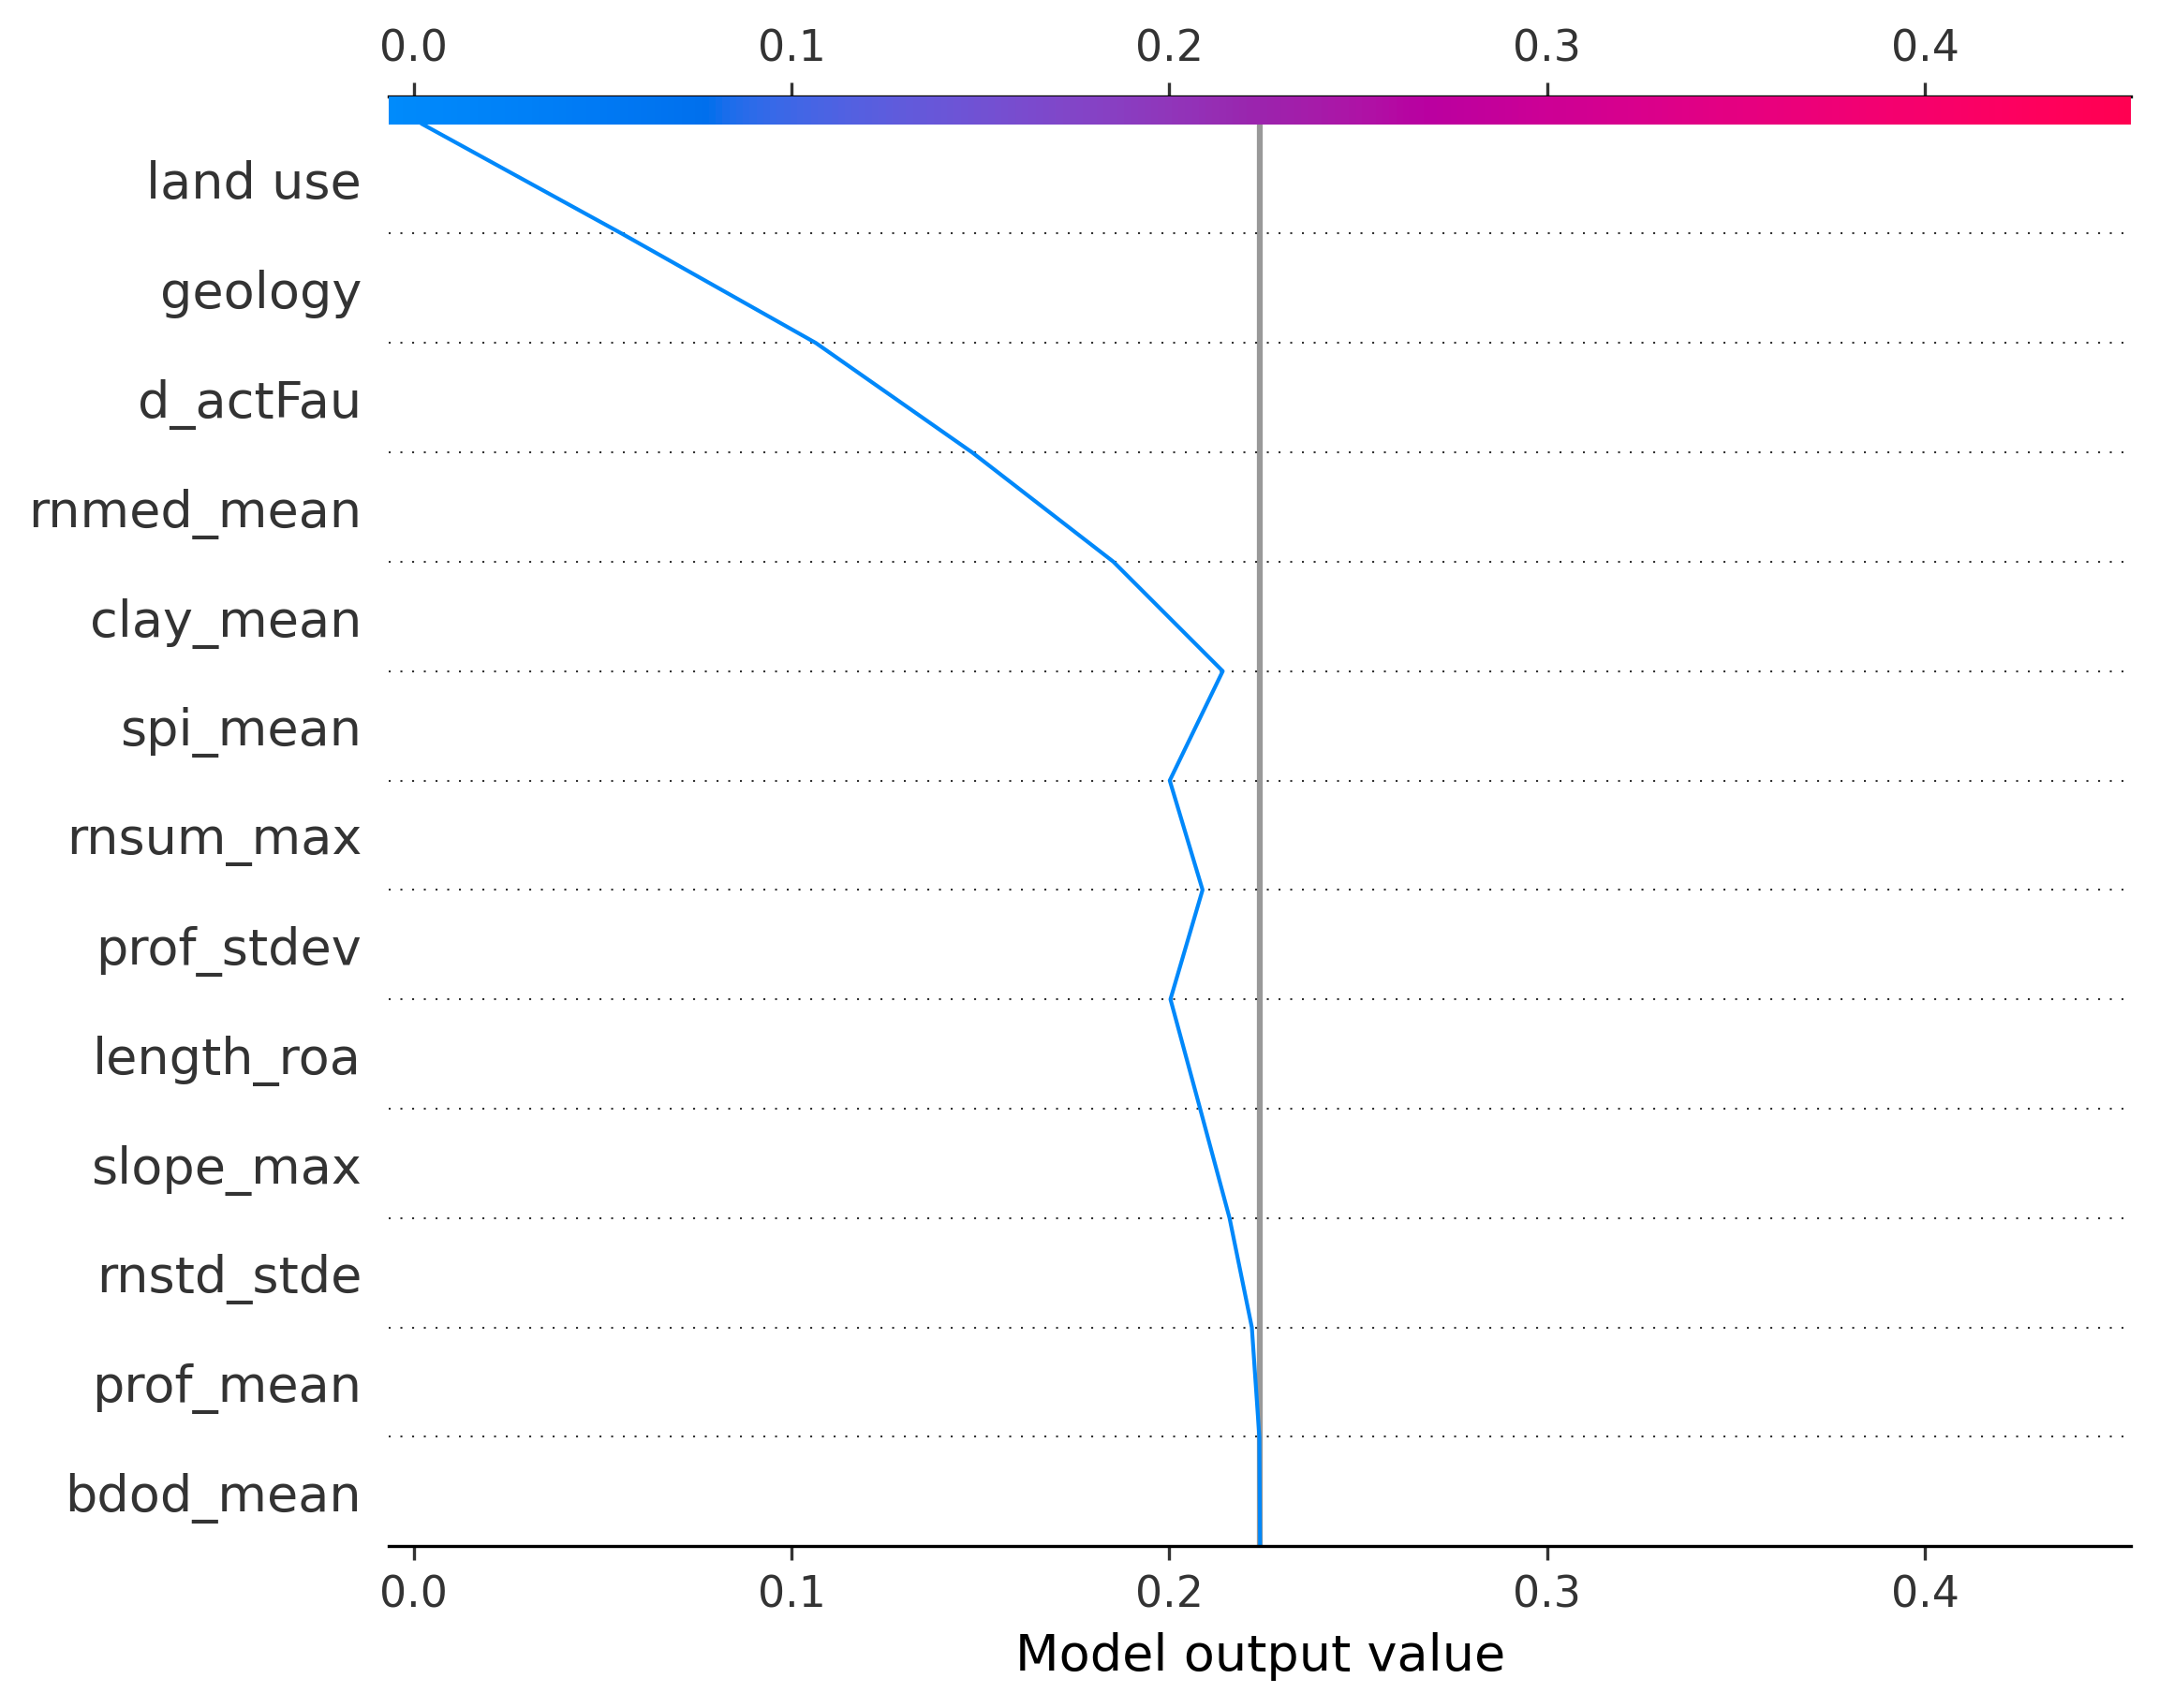 0.0 0.1 0.2 0.3 0.4
land use
geology
d_actFau
rnmed_mean
clay_mean
spi_mean
rnsum_max
prof_stdev
length_roa
slope_max
rnstd_stde
prof_mean
bdod_mean
0.0 0.1 0.2 0.3 0.4
Model output value